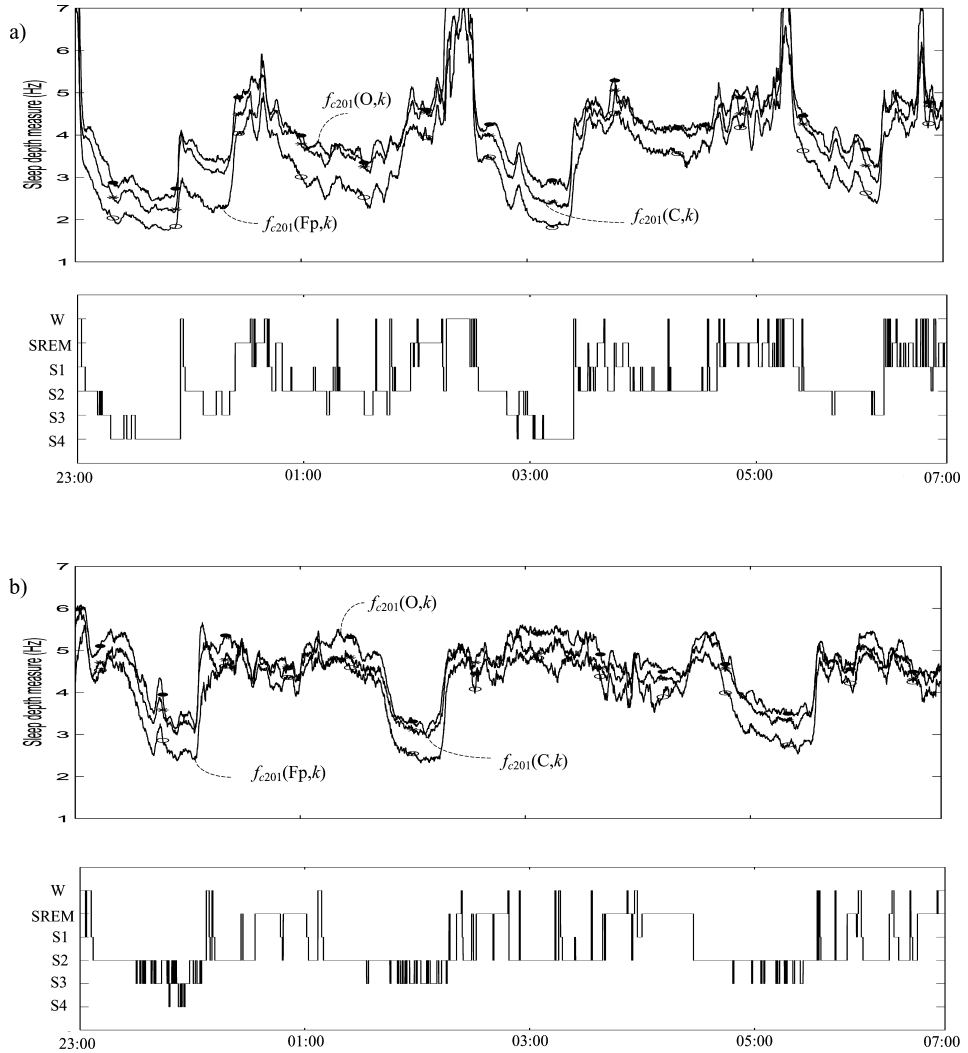 a)
Sleep depth measure (Hz)
7
6
5
4
3
2
1
fc201(O,k)
fc201(Fp,k)
fc201(C,k)
W
SREM
S1
S2
S3
S4
23:00
01:00
03:00
05:00
07:00
b)
Sleep depth measure (Hz)
7
6
5
4
3
2
1
fc201(O,k)
fc201(Fp,k)
fc201(C,k)
W
SREM
S1
S2
S3
S4
23:00
01:00
03:00
05:00
07:00